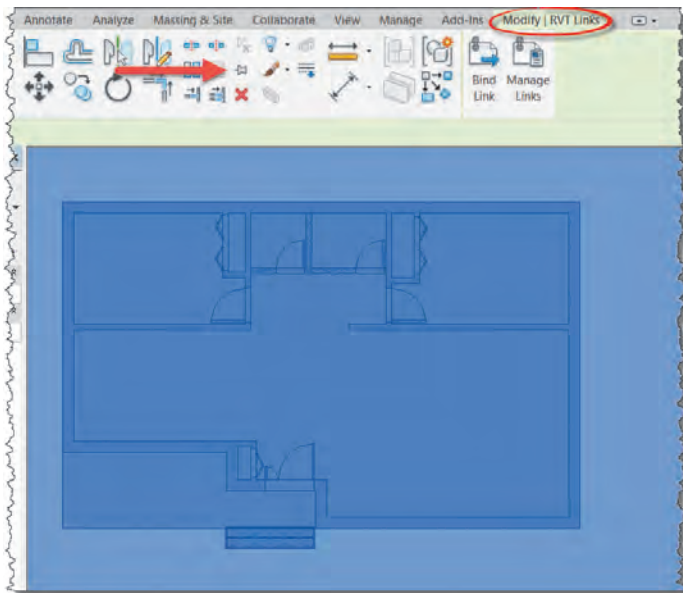 Annotate Analyze Massing & Site Collaborate View Manage Add-Ins Modify | RVT Links
Bind Manage
Link Links